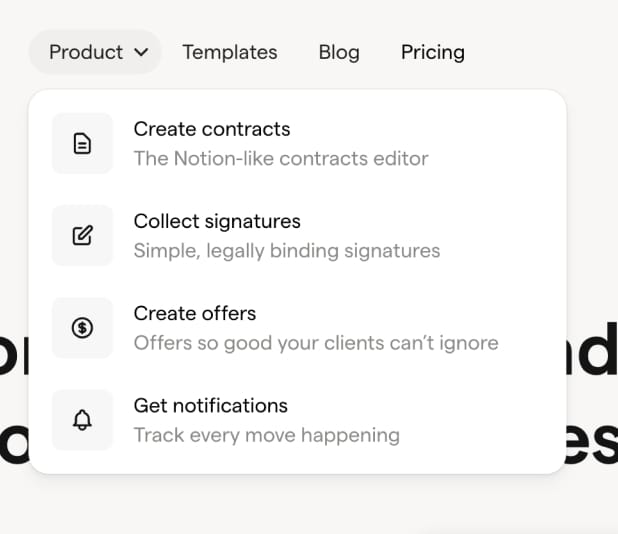 Product Templates Blog Pricing
Create contracts
The Notion-like contracts editor
Collect signatures
Simple, legally binding signatures
Create offers
Offers so good your clients can’t ignore
Get notifications
Track every move happening